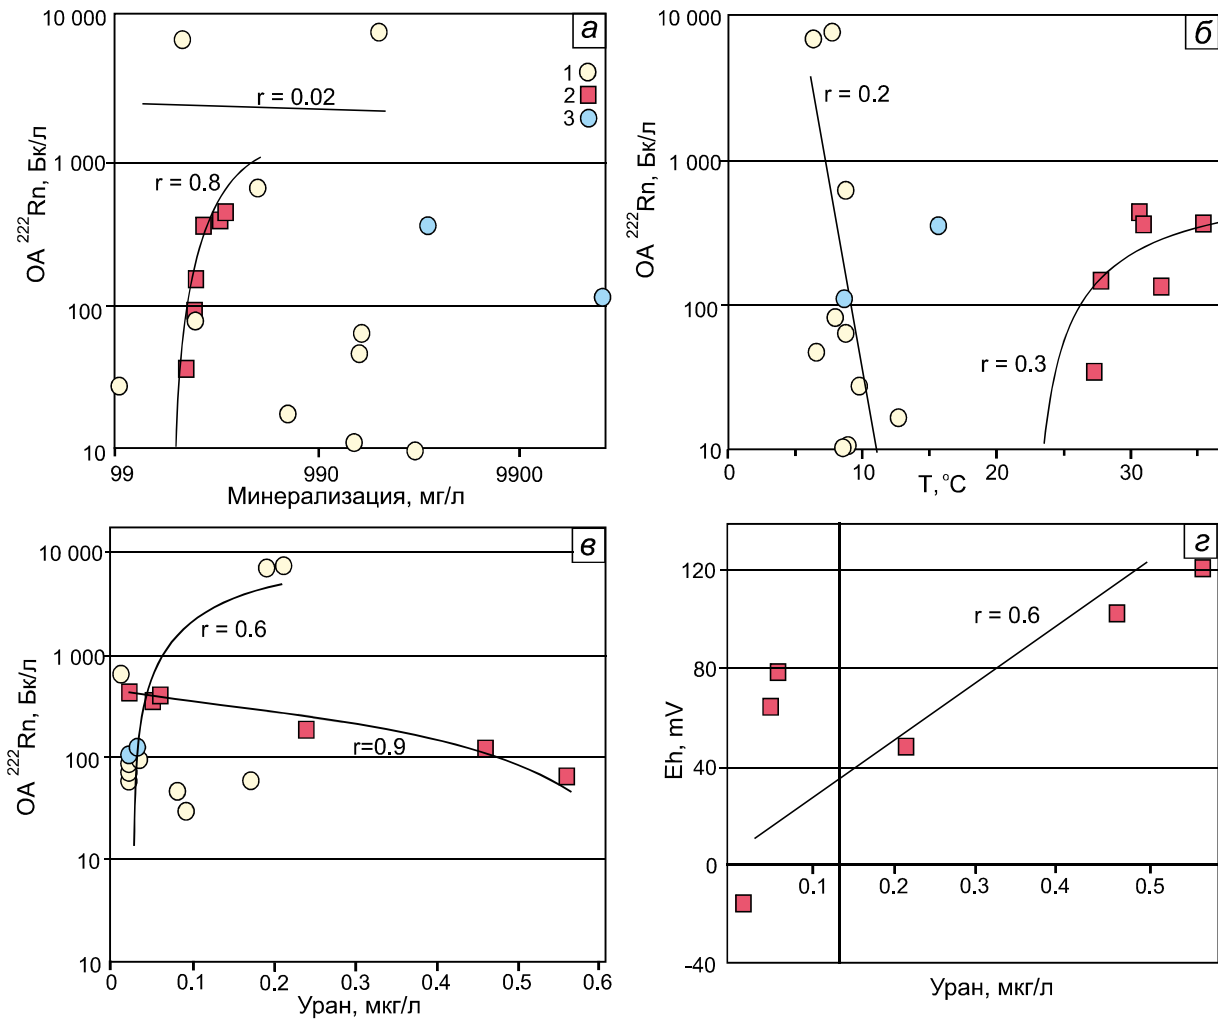 а
10 000
1 000
100
10
ОА ²²²Rn, Бк/л
r = 0.02
r = 0.8
1
2
3
99
990
9900
Минерализация, мг/л
б
10 000
1 000
100
10
ОА ²²²Rn, Бк/л
r = 0.2
r = 0.3
0
10
20
30
T, °C
в
10 000
1 000
100
10
10
ОА ²²²Rn, Бк/л
r = 0.6
r=0.9
0
0.1
0.2
0.3
0.4
0.5
0.6
Уран, мкг/л
г
120
80
40
0
-40
Eh, mV
r = 0.6
0.1
0.2
0.3
0.4
0.5
Уран, мкг/л